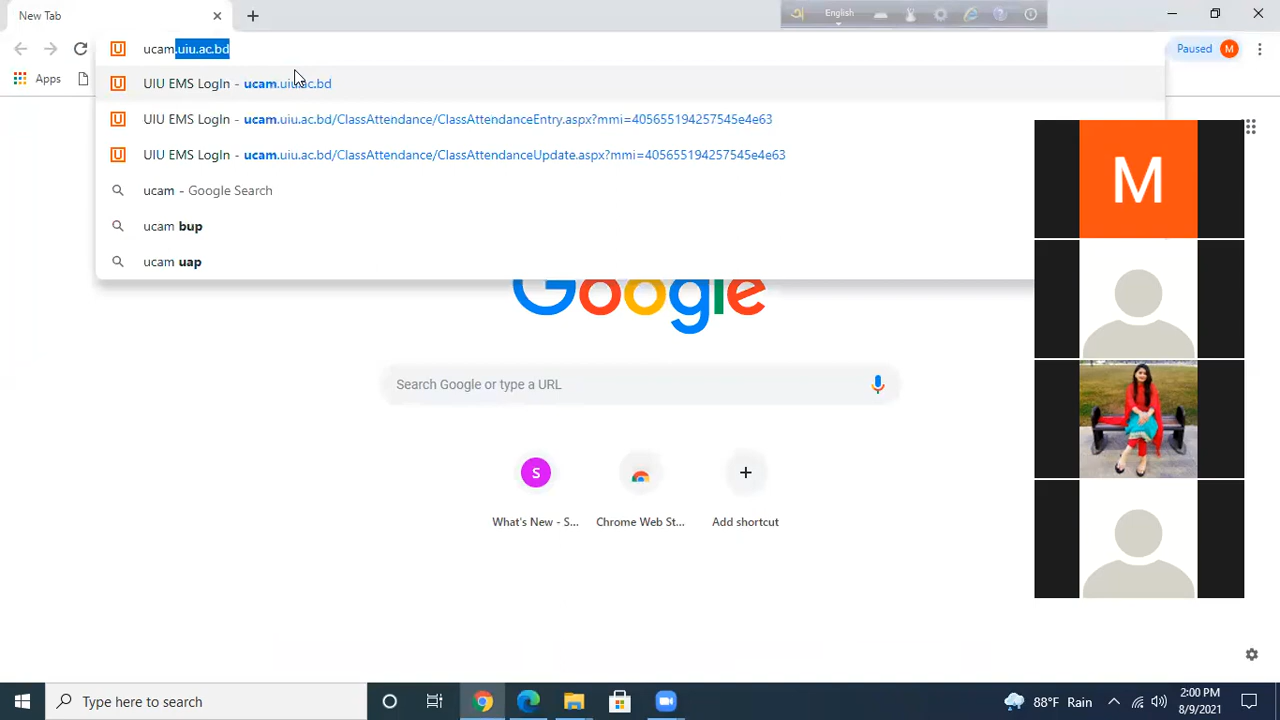 New Tab
English
ucam.uiu.ac.bd
Paused M
UIU EMS LogIn - ucam.uiu.ac.bd
Apps
UIU EMS LogIn - ucam.uiu.ac.bd/ClassAttendance/ClassAttendanceEntry.aspx?mmi=405655194257545e4e63
UIU EMS LogIn - ucam.uiu.ac.bd/ClassAttendance/ClassAttendanceUpdate.aspx?mmi=405655194257545e4e63
ucam - Google Search
ucam bup
ucam uap
M
Google
Search Google or type a URL
S
What's New - S...
Chrome Web St...
Add shortcut
Type here to search
88°F Rain
2:00 PM
8/9/2021